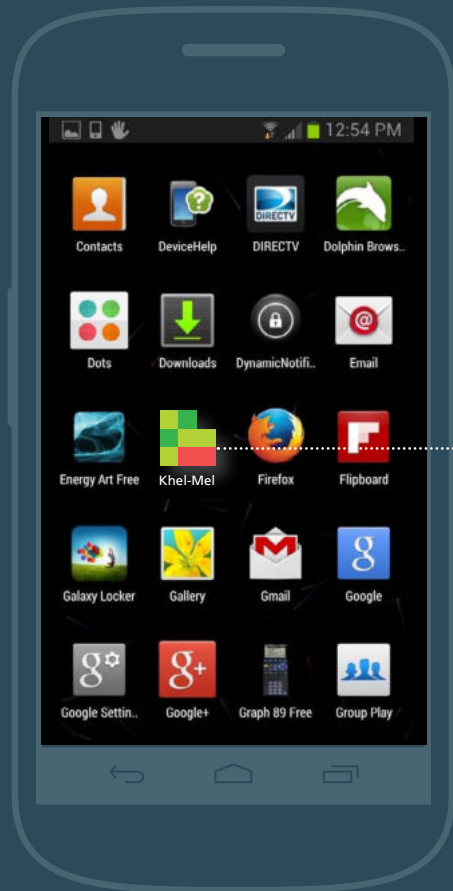 12:54 PM
Contacts DeviceHelp DIRECTV Dolphin Brows..
Dots Downloads DynamicNotifi.. Email
Energy Art Free Khel-Mel Firefox Flipboard
Galaxy Locker Gallery Gmail Google
Google Settin.. Google+ Graph 89 Free Group Play